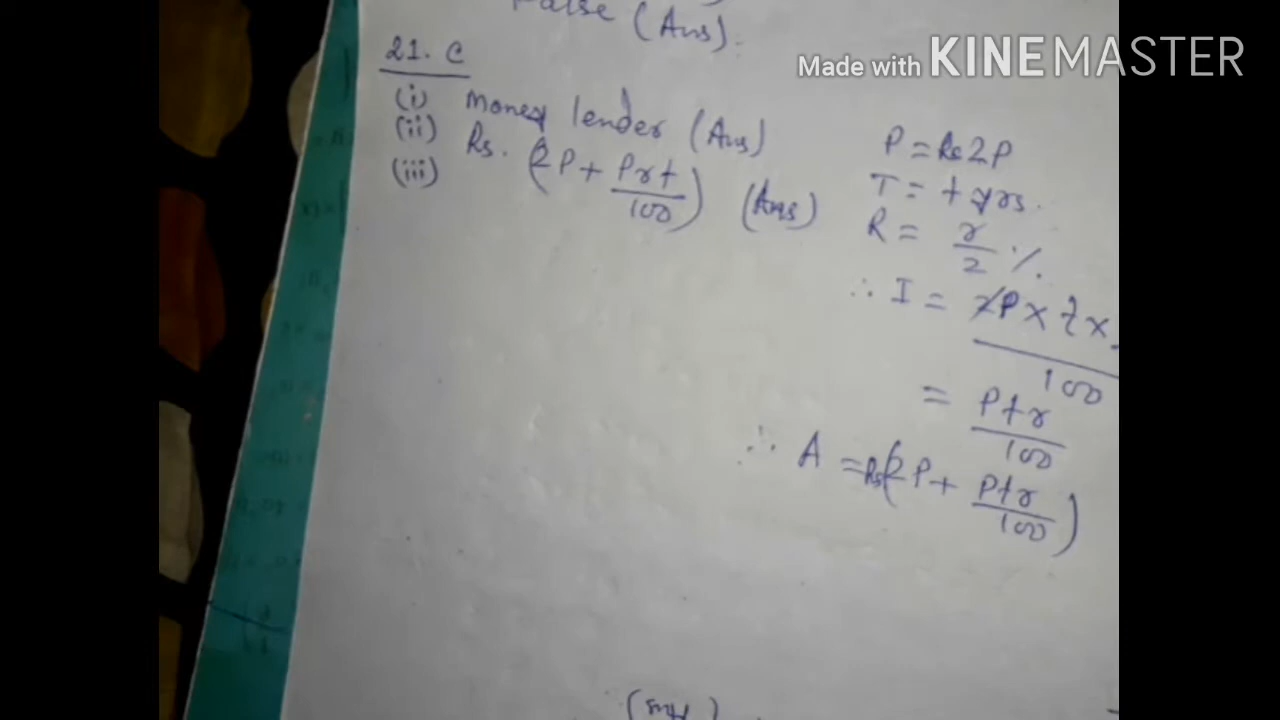 False (Ans).
Made with KINEMASTER
21. C
(i) Money lender (Ans)
(ii) Rs. (2P + Prt/100) (Ans)
(iii)
P = Rs 2P
T = t yrs.
R = r/2 %
∴ I = 2P x t x
100
= Ptr/100
∴ A = Rs(2P + Ptr/100)
(Ans)